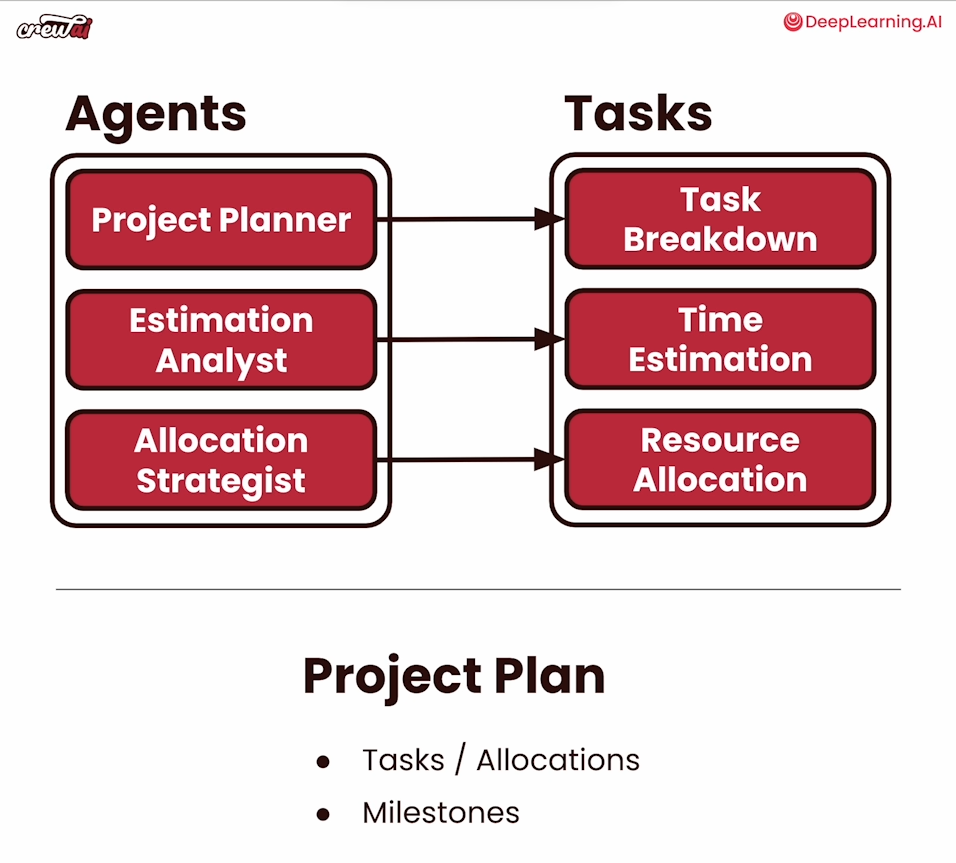 crewai
DeepLearning.AI
Agents
Tasks
Project Planner
Task
Breakdown
Estimation
Analyst
Time
Estimation
Allocation
Strategist
Resource
Allocation
Project Plan
● Tasks / Allocations
● Milestones